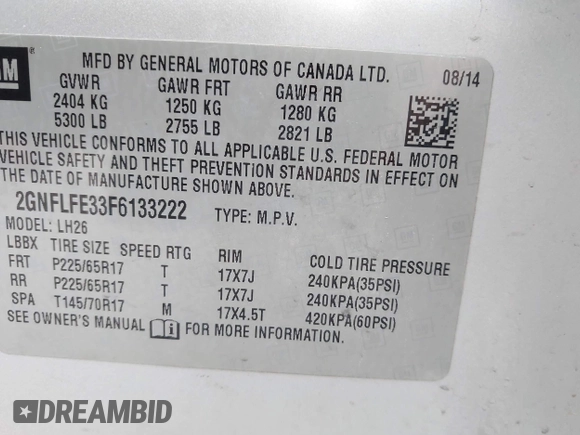 GM
MFD BY GENERAL MOTORS OF CANADA LTD.
08/14
GVWR GAWR FRT GAWR RR
2404 KG 1250 KG 1280 KG
5300 LB 2755 LB 2821 LB
THIS VEHICLE CONFORMS TO ALL APPLICABLE U.S. FEDERAL MOTOR
VEHICLE SAFETY AND THEFT PREVENTION STANDARDS IN EFFECT ON
THE DATE OF MANUFACTURE SHOWN ABOVE.
2GNFLFE33F6133222 TYPE: M.P.V.
MODEL: LH26
LBBX TIRE SIZE SPEED RTG RIM COLD TIRE PRESSURE
FRT P225/65R17 T 17X7J 240KPA(35PSI)
RR P225/65R17 T 17X7J 240KPA(35PSI)
SPA T145/70R17 M 17X4.5T 420KPA(60PSI)
SEE OWNER'S MANUAL FOR MORE INFORMATION.
DREAMBID